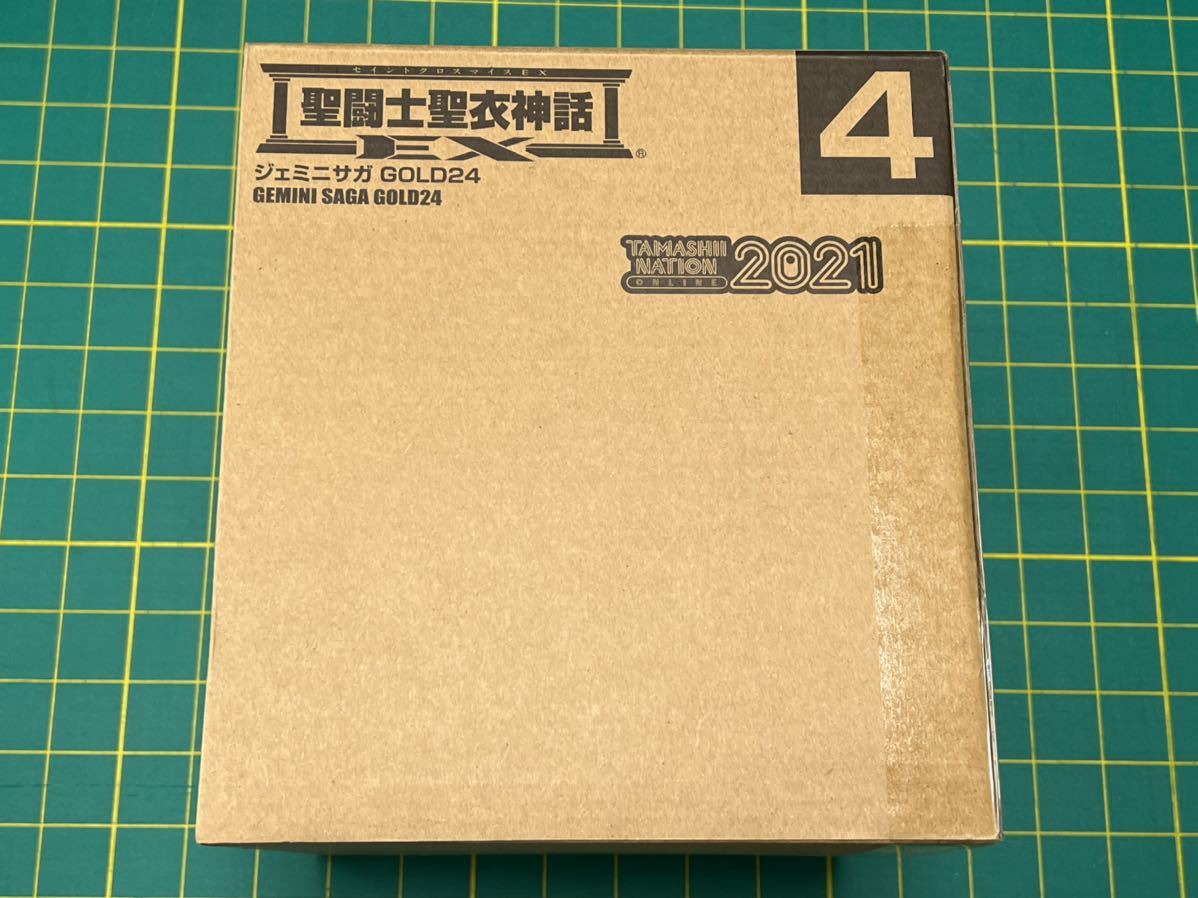 セイントクロスマイスEX
聖闘士聖衣神話
EX®
ジェミニサガ GOLD24
GEMINI SAGA GOLD24
4
TAMASHII
NATION
ONLINE
2021